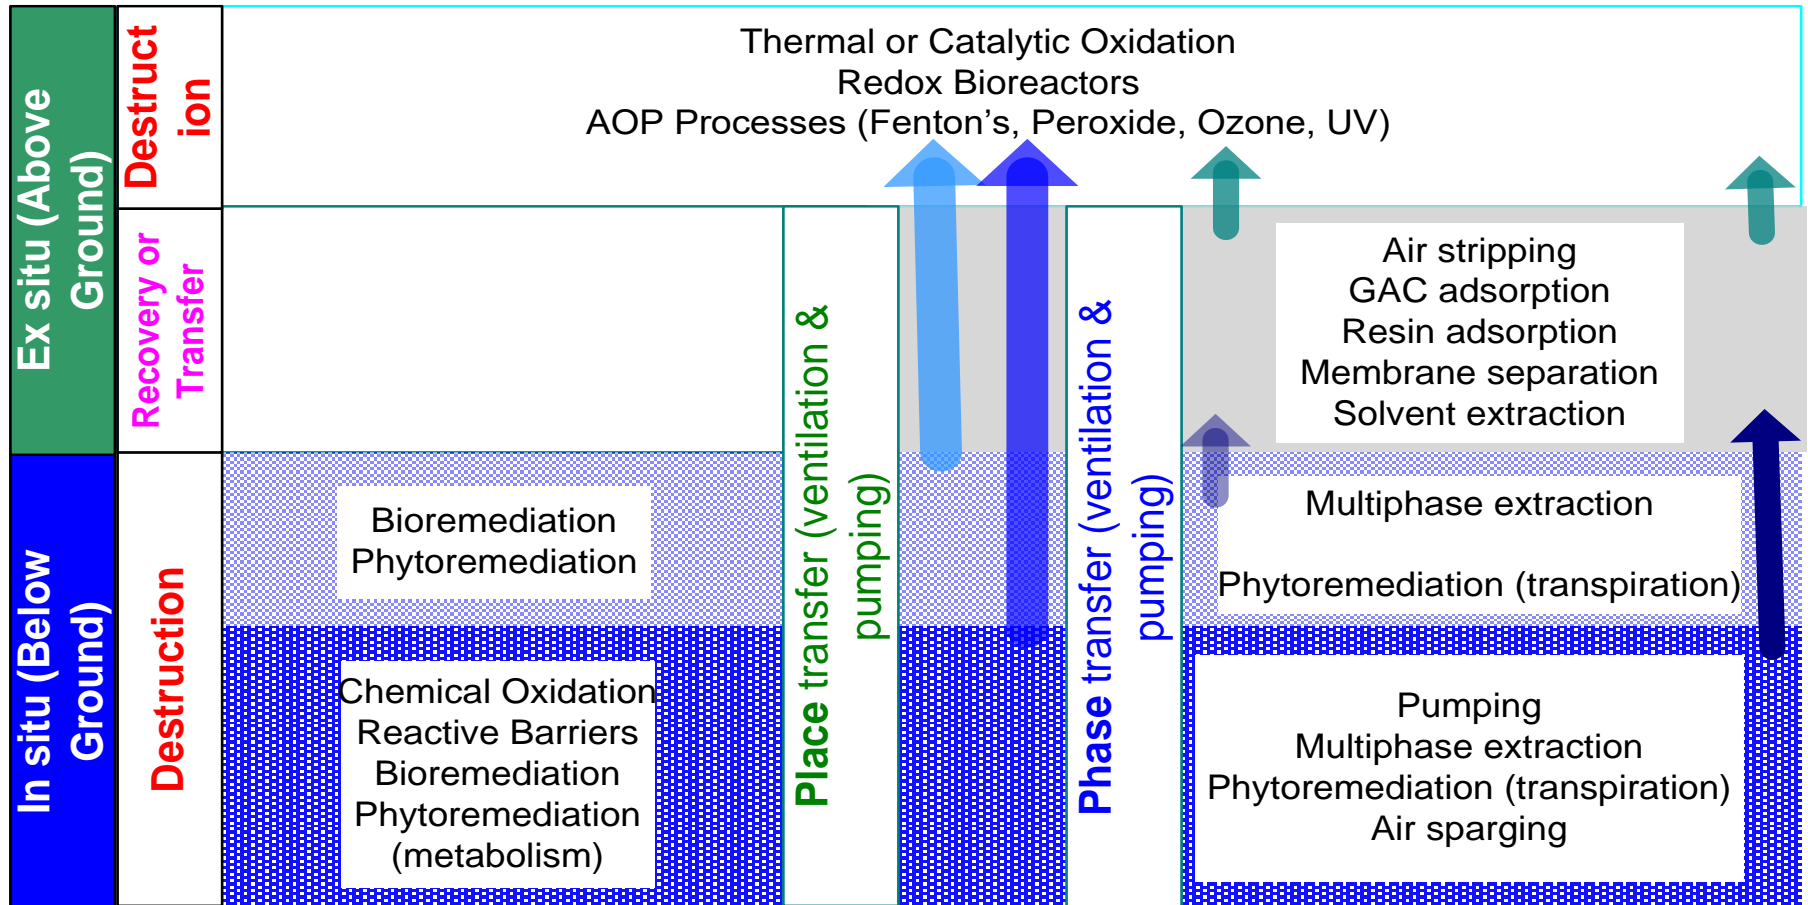 Ex situ (Above
Ground)
Destruct
ion
Thermal or Catalytic Oxidation
Redox Bioreactors
AOP Processes (Fenton’s, Peroxide, Ozone, UV)
Recovery or
Transfer
Air stripping
GAC adsorption
Resin adsorption
Membrane separation
Solvent extraction
Place transfer (ventilation &
pumping)
Phase transfer (ventilation &
pumping)
In situ (Below
Ground)
Destruction
Bioremediation
Phytoremediation
Multiphase extraction
Phytoremediation (transpiration)
Chemical Oxidation
Reactive Barriers
Bioremediation
Phytoremediation
(metabolism)
Pumping
Multiphase extraction
Phytoremediation (transpiration)
Air sparging